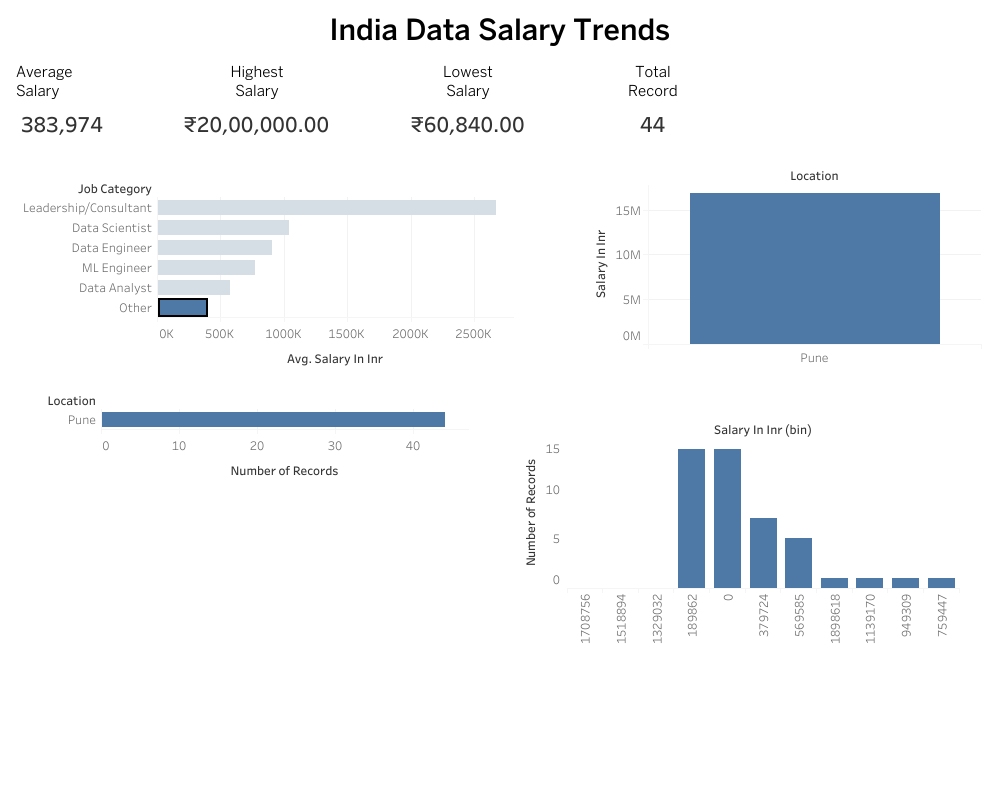 India Data Salary Trends
Average
Salary
383,974
Highest
Salary
₹20,00,000.00
Lowest
Salary
₹60,840.00
Total
Record
44
Job Category
Leadership/Consultant
Data Scientist
Data Engineer
ML Engineer
Data Analyst
Other
0K 500K 1000K 1500K 2000K 2500K
Avg. Salary In Inr
Location
Salary In Inr
15M
10M
5M
0M
Pune
Location
Pune
0 10 20 30 40
Number of Records
Salary In Inr (bin)
Number of Records
15
10
5
0
1708756 1518894 1329032 189862 0 379724 569585 1898618 1139170 949309 759447